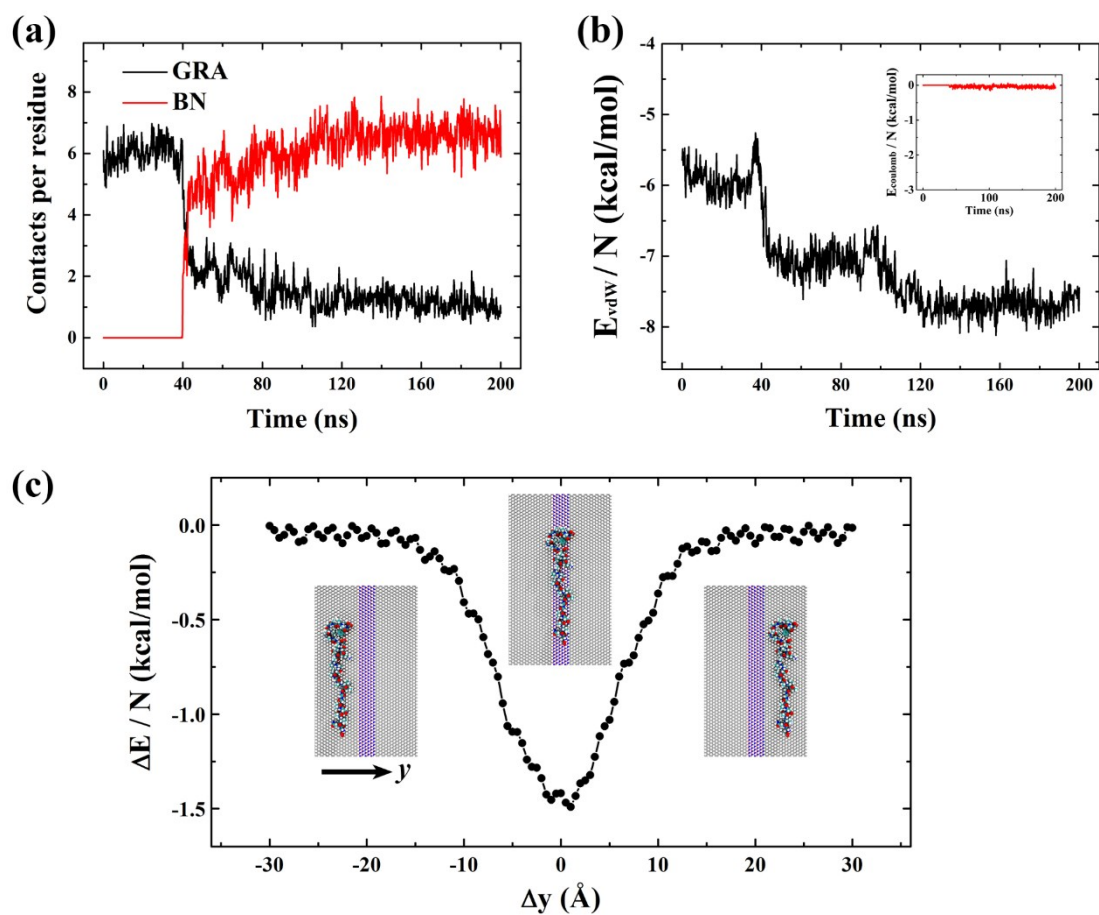 (a)
Contacts per residue
8
6
4
2
0
GRA
BN
0 40 80 120 160 200
Time (ns)
(b)
E_vdW / N (kcal/mol)
-4
-5
-6
-7
-8
E_coulomb / N (kcal/mol)
0
-1
-2
-3
0 50 100 150 200
Time (ns)
0 40 80 120 160 200
Time (ns)
(c)
ΔE / N (kcal/mol)
0.0
-0.5
-1.0
-1.5
y
-30 -20 -10 0 10 20 30
Δy (Å)